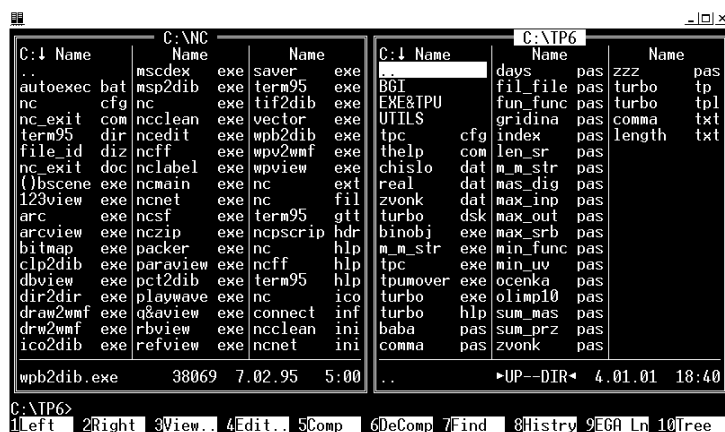 C:\NC C:\TP6
C:↓ Name Name Name C:↓ Name Name Name
.. mscdex exe saver exe .. days pas zzz pas
autoexec bat msp2dib exe term95 exe BGI fil_file pas turbo tp
nc cfg nc exe tif2dib exe EXE&TPU fun_func pas turbo tpl
nc_exit com ncclean exe vector exe UTILS gridina pas comma txt
term95 dir ncedit exe wpb2dib exe tpc cfg index pas length txt
file_id diz ncff exe wpv2wmf exe thelp com len_sr pas
nc_exit doc nclabel exe wpview exe chislo dat m_m_str pas
()bscene exe ncmain exe nc ext real dat mas_dig pas
123view exe ncnet exe nc fil zvonk dat max_inp pas
arc exe ncsf exe term95 gtt turbo dsk max_out pas
arcview exe nczip exe ncpscrip hdr binobj exe max_srb pas
bitmap exe packer exe nc hlp m_m_str exe min_func pas
clp2dib exe paraview exe ncff hlp tpc exe min_uv pas
dbview exe pct2dib exe term95 hlp tpumover exe ocenka pas
dir2dir exe playwave exe nc ico turbo exe olimp10 pas
draw2wmf exe q&aview exe connect inf turbo hlp sum_mas pas
drw2wmf exe rbview exe ncclean ini baba pas sum_prz pas
ico2dib exe refview exe ncnet ini comma pas zvonk pas
wpb2dib.exe 38069 7.02.95 5:00 .. ►UP--DIR◄ 4.01.01 18:40
C:\TP6>
1Left 2Right 3View.. 4Edit.. 5Comp 6DeComp 7Find 8Histry 9EGA Ln 10Tree